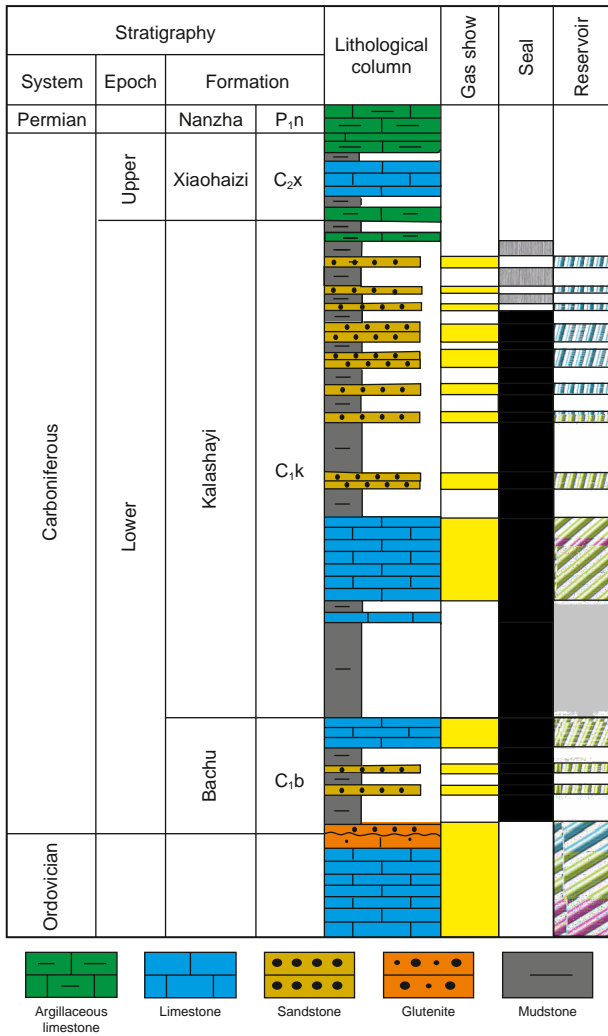 Stratigraphy
Lithological
column
Gas show
Seal
Reservoir
System
Epoch
Formation
Permian
Nanzha
P₁n
Upper
Xiaohaizi
C₂x
Carboniferous
Lower
Kalashayi
C₁k
Bachu
C₁b
Ordovician
Argillaceous
limestone
Limestone
Sandstone
Glutenite
Mudstone